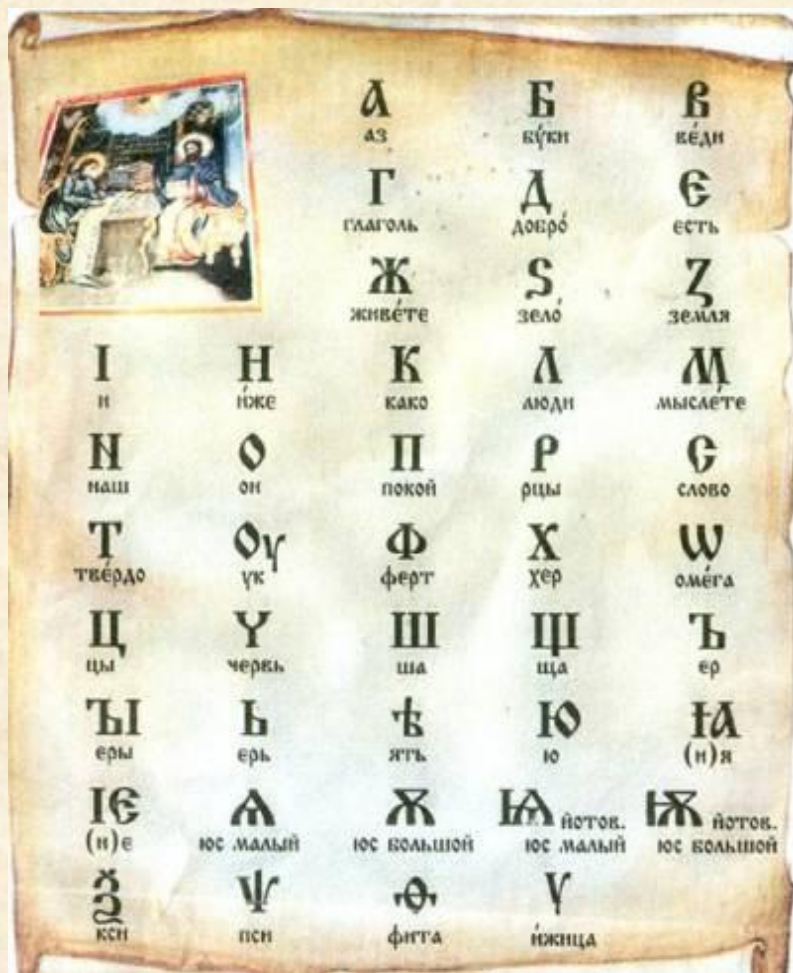 А Б В
аз бу́ки ве́ди
Г Д Є
глаголь добро́ есть
Ж Ѕ З
живе́те зело́ земля
І Н К Л М
и и́же како люди мысле́те
N О П Р С
наш он покой рцы слово
Т Оу Ф Х Ѡ
тве́рдо ук ферт хер оме́га
Ц Ч Ш Щ Ъ
цы червь ша ща ер
ЪІ Ь Ѣ Ю Ꙗ
еры ерь ять ю (и)я
Ѥ Ѧ Ѫ Ѩ йотов. Ѭ йотов.
(и)е юс малый юс большой юс малый юс большой
Ѯ Ѱ Ѳ Ѵ
кси пси фита и́жица